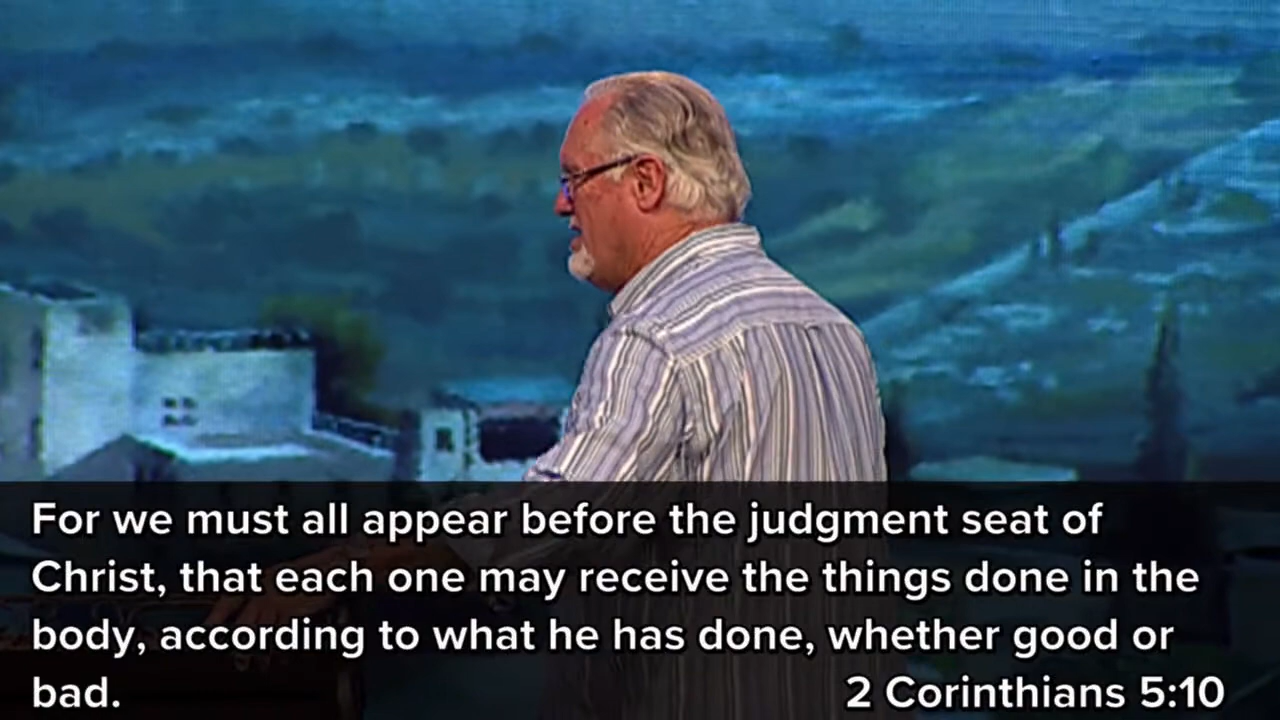 For we must all appear before the judgment seat of
Christ, that each one may receive the things done in the
body, according to what he has done, whether good or
bad. 2 Corinthians 5:10